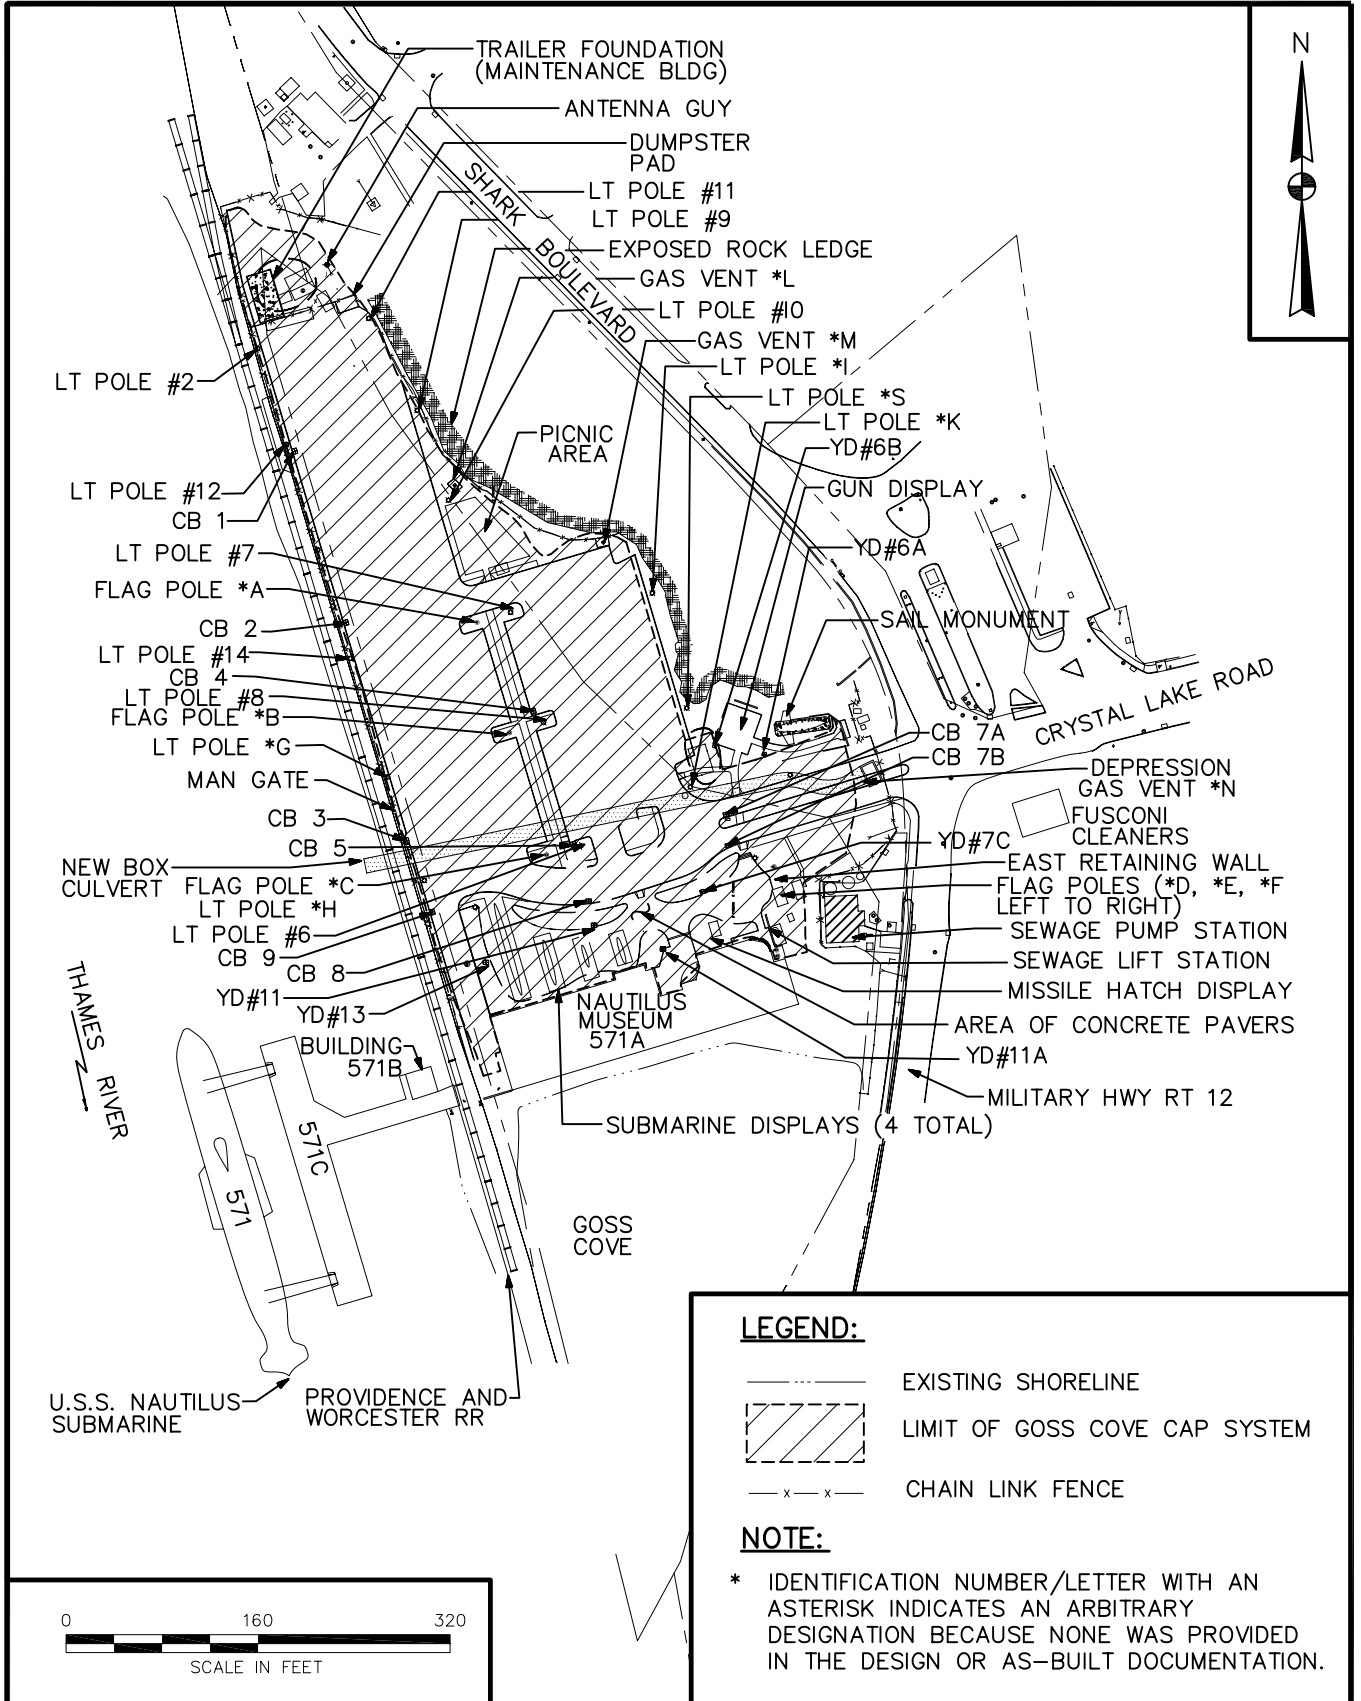 N
TRAILER FOUNDATION
(MAINTENANCE BLDG)
ANTENNA GUY
DUMPSTER
PAD
LT POLE #11
LT POLE #9
SHARK BOULEVARD
EXPOSED ROCK LEDGE
GAS VENT *L
LT POLE #10
GAS VENT *M
LT POLE *I
LT POLE #2
LT POLE *S
LT POLE *K
PICNIC
AREA
YD#6B
LT POLE #12
GUN DISPLAY
CB 1
LT POLE #7
YD#6A
FLAG POLE *A
SAIL MONUMENT
CB 2
LT POLE #14
CB 4
LT POLE #8
FLAG POLE *B
CRYSTAL LAKE ROAD
CB 7A
LT POLE *G
CB 7B
MAN GATE
DEPRESSION
GAS VENT *N
CB 3
FUSCONI
CLEANERS
CB 5
YD#7C
NEW BOX
CULVERT
EAST RETAINING WALL
FLAG POLE *C
FLAG POLES (*D, *E, *F
LEFT TO RIGHT)
LT POLE *H
LT POLE #6
SEWAGE PUMP STATION
CB 9
SEWAGE LIFT STATION
CB 8
MISSILE HATCH DISPLAY
YD#11
YD#13
NAUTILUS
MUSEUM
571A
AREA OF CONCRETE PAVERS
THAMES RIVER
BUILDING
571B
YD#11A
MILITARY HWY RT 12
SUBMARINE DISPLAYS (4 TOTAL)
571C
571
GOSS
COVE
U.S.S. NAUTILUS
SUBMARINE
PROVIDENCE AND
WORCESTER RR
LEGEND:
EXISTING SHORELINE
LIMIT OF GOSS COVE CAP SYSTEM
x x CHAIN LINK FENCE
NOTE:
* IDENTIFICATION NUMBER/LETTER WITH AN
ASTERISK INDICATES AN ARBITRARY
DESIGNATION BECAUSE NONE WAS PROVIDED
IN THE DESIGN OR AS-BUILT DOCUMENTATION.
0 160 320
SCALE IN FEET